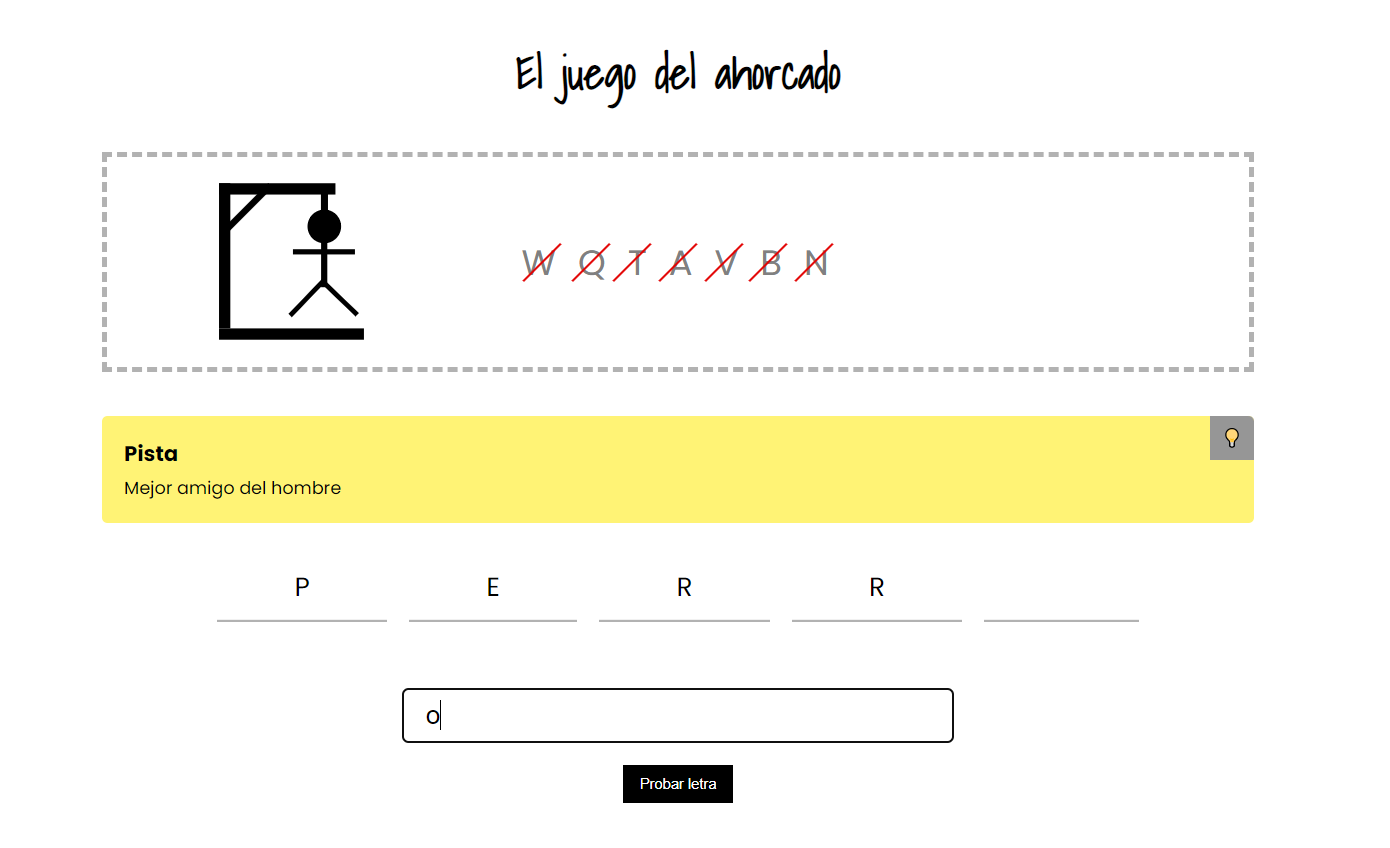 El juego del ahorcado
W Q T A V B N
Pista
Mejor amigo del hombre
P E R R
o
Probar letra